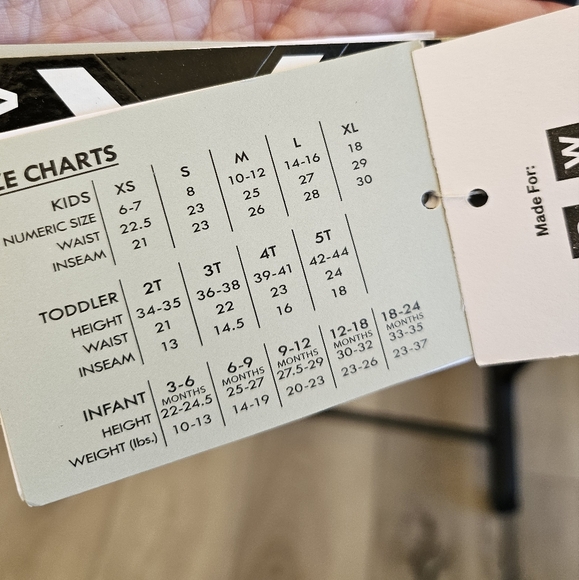 ZE CHARTS
KIDS XS S M L XL
NUMERIC SIZE 6-7 8 10-12 14-16 18
WAIST 22.5 23 25 27 29
INSEAM 21 23 26 28 30
TODDLER 2T 3T 4T 5T
HEIGHT 34-35 36-38 39-41 42-44
WAIST 21 22 23 24
INSEAM 13 14.5 16 18
INFANT 3-6 MONTHS 6-9 MONTHS 9-12 MONTHS 12-18 MONTHS 18-24 MONTHS
HEIGHT 22-24.5 25-27 27.5-29 30-32 33-35
WEIGHT (lbs.) 10-13 14-19 20-23 23-26 23-37
Made For:
W